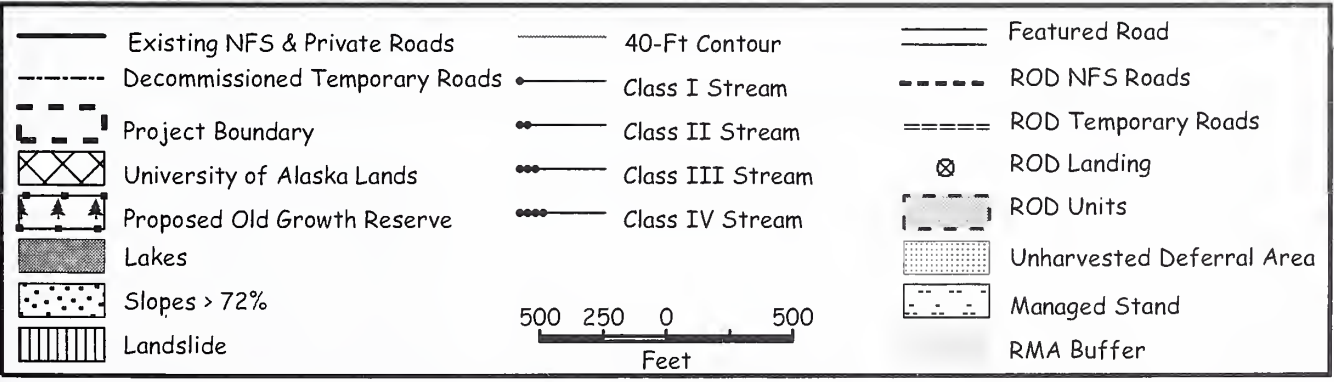 Existing NFS & Private Roads
Decommissioned Temporary Roads
Project Boundary
University of Alaska Lands
Proposed Old Growth Reserve
Lakes
Slopes > 72%
Landslide
40-Ft Contour
Class I Stream
Class II Stream
Class III Stream
Class IV Stream
500 250 0 500
Feet
Featured Road
ROD NFS Roads
ROD Temporary Roads
ROD Landing
ROD Units
Unharvested Deferral Area
Managed Stand
RMA Buffer